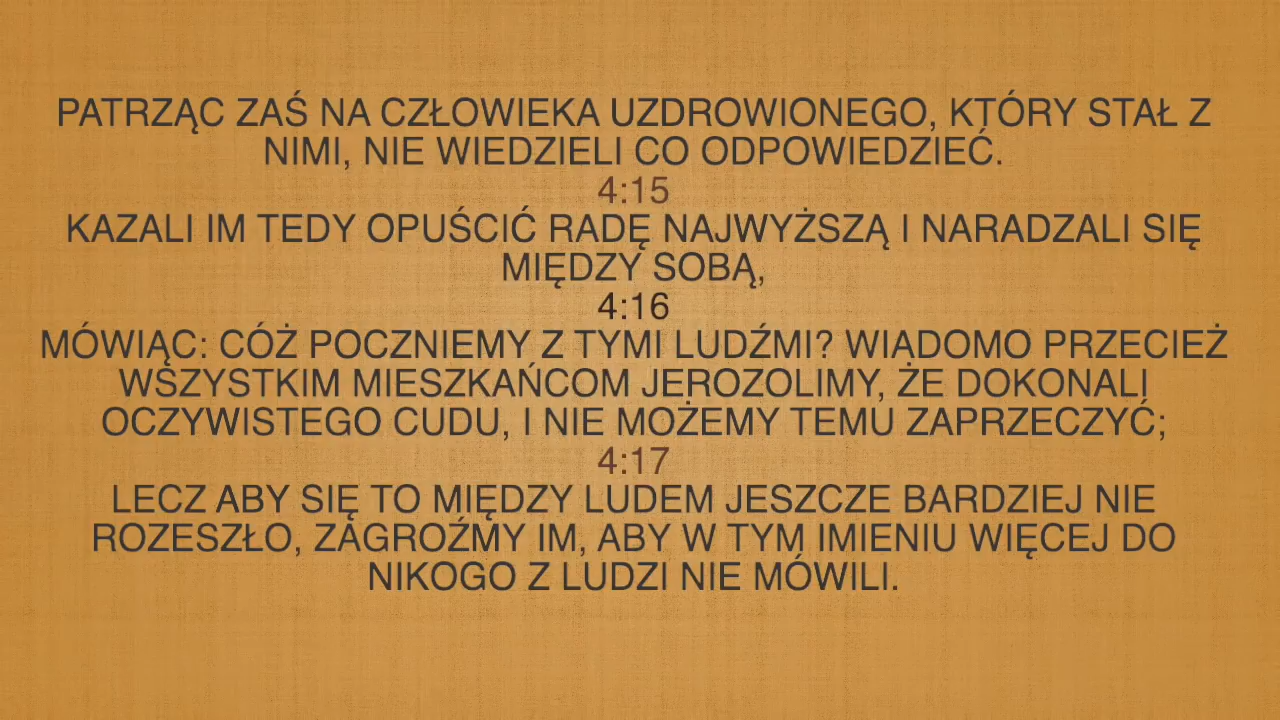 PATRZĄC ZAŚ NA CZŁOWIEKA UZDROWIONEGO, KTÓRY STAŁ Z
NIMI, NIE WIEDZIELI CO ODPOWIEDZIEĆ.
4:15
KAZALI IM TEDY OPUŚCIĆ RADĘ NAJWYŻSZĄ I NARADZALI SIĘ
MIĘDZY SOBĄ,
4:16
MÓWIĄC: CÓŻ POCZNIEMY Z TYMI LUDŹMI? WIADOMO PRZECIEŻ
WSZYSTKIM MIESZKAŃCOM JEROZOLIMY, ŻE DOKONALI
OCZYWISTEGO CUDU, I NIE MOŻEMY TEMU ZAPRZECZYĆ;
4:17
LECZ ABY SIĘ TO MIĘDZY LUDEM JESZCZE BARDZIEJ NIE
ROZESZŁO, ZAGROŹMY IM, ABY W TYM IMIENIU WIĘCEJ DO
NIKOGO Z LUDZI NIE MÓWILI.